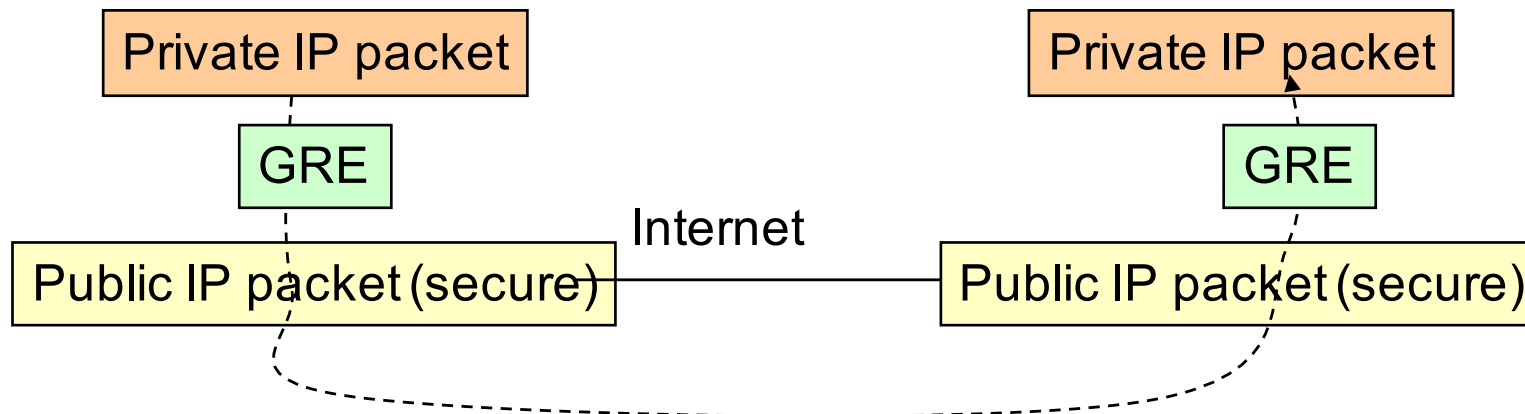 Private IP packet
Private IP packet
GRE
GRE
Internet
Public IP packet (secure)
Public IP packet (secure)